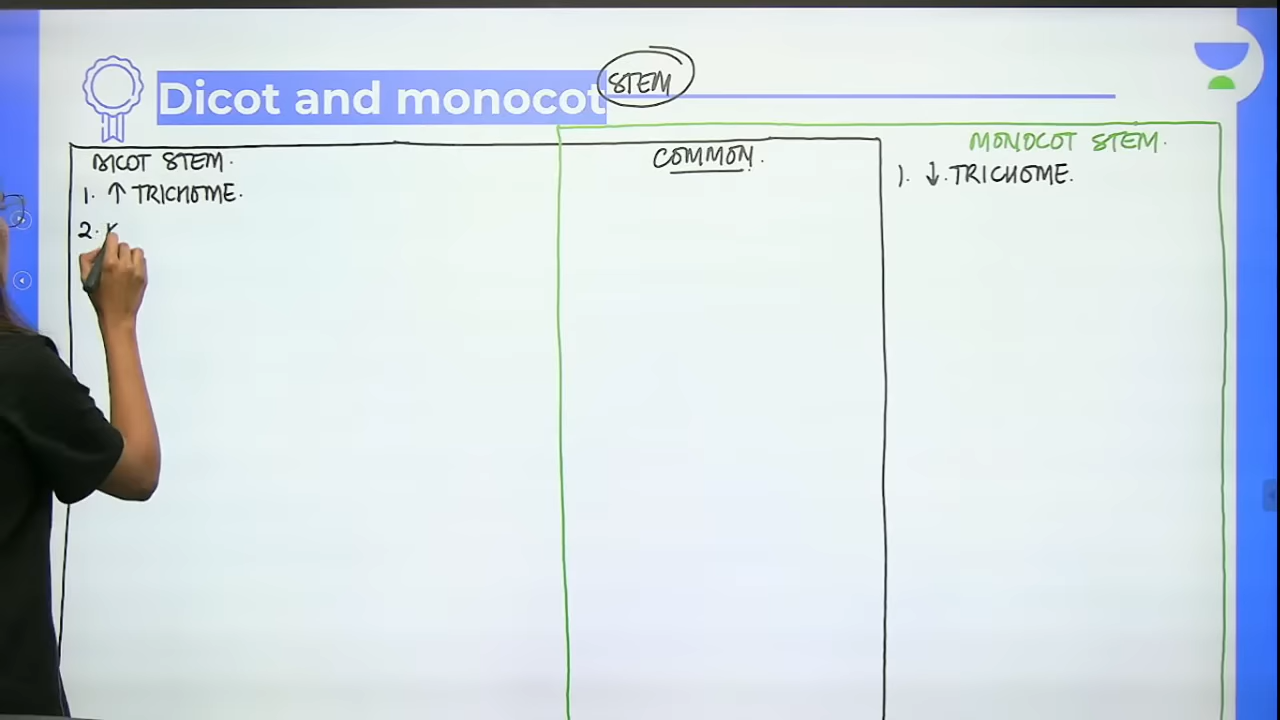 Dicot and monocot STEM
DICOT STEM.
1. ↑ TRICHOME.
2.
COMMON.
MONOCOT STEM.
1. ↓. TRICHOME.